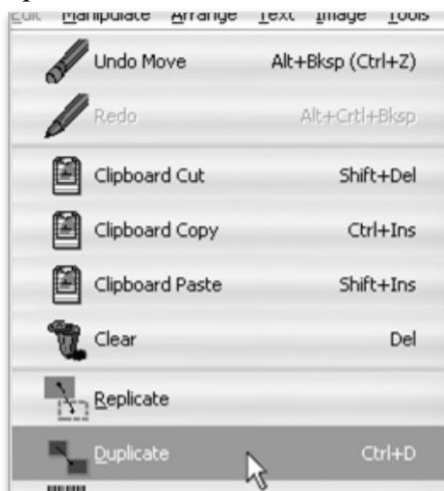 Edit Manipulate Arrange Text Image Tools
Undo Move Alt+Bksp (Ctrl+Z)
Redo Alt+Crtl+Bksp
Clipboard Cut Shift+Del
Clipboard Copy Ctrl+Ins
Clipboard Paste Shift+Ins
Clear Del
Replicate
Duplicate Ctrl+D